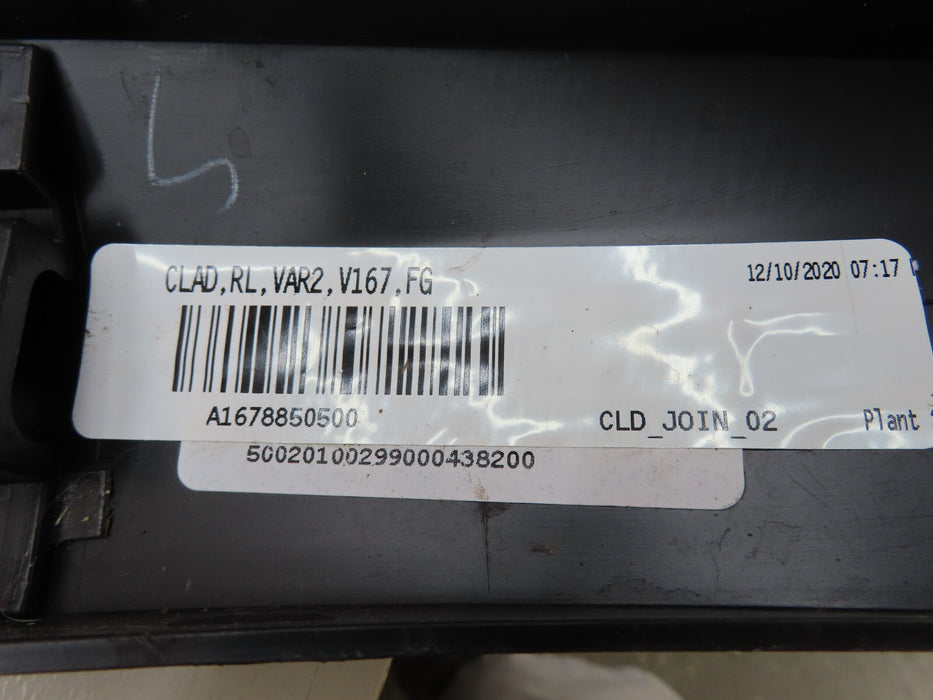 CLAD,RL,VAR2,V167,FG
12/10/2020 07:17
A1678850500
CLD_JOIN_02
Plant
50020100299000438200